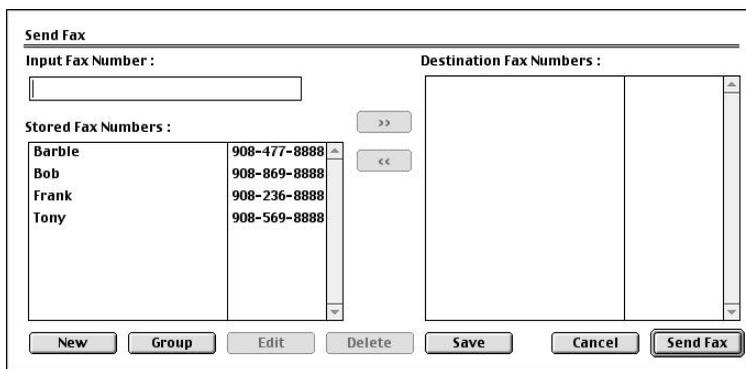 Send Fax
Input Fax Number :
Destination Fax Numbers :
>>
Stored Fax Numbers :
<<
Barble 908-477-8888
Bob 908-869-8888
Frank 908-236-8888
Tony 908-569-8888
New Group Edit Delete Save Cancel Send Fax